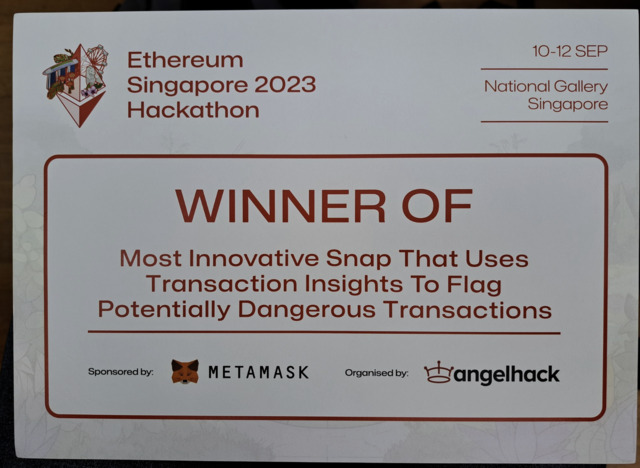 Ethereum
Singapore 2023
Hackathon
10-12 SEP
National Gallery
Singapore
WINNER OF
Most Innovative Snap That Uses
Transaction Insights To Flag
Potentially Dangerous Transactions
Sponsored by: METAMASK Organised by: angelhack